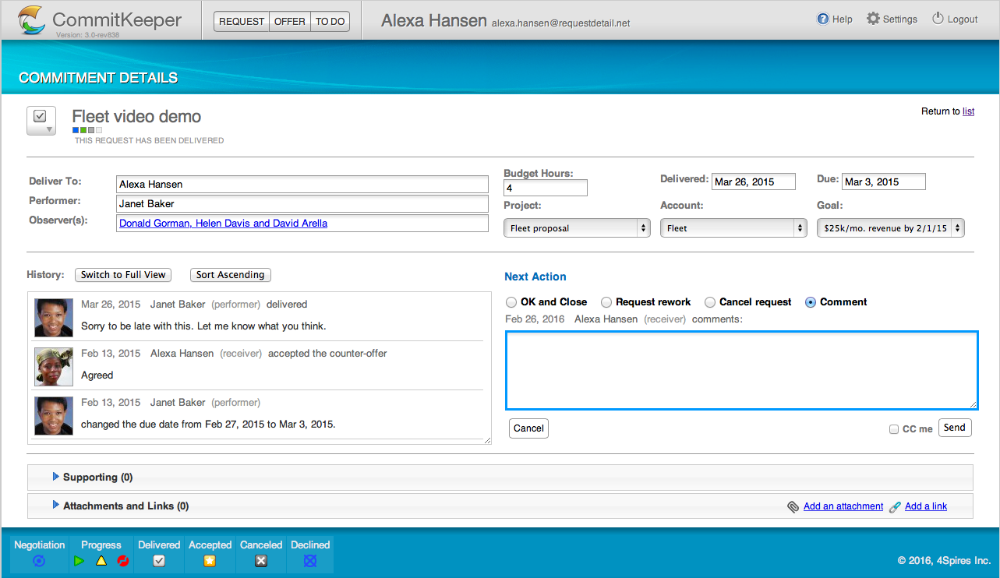 CommitKeeper
Version: 3.0-rev838
REQUEST OFFER TO DO
Alexa Hansen alexa.hansen@requestdetail.net
Help Settings Logout
COMMITMENT DETAILS
Fleet video demo
THIS REQUEST HAS BEEN DELIVERED
Return to list
Deliver To: Alexa Hansen
Performer: Janet Baker
Observer(s): Donald Gorman, Helen Davis and David Arella
Budget Hours:
4
Delivered: Mar 26, 2015
Due: Mar 3, 2015
Project: Account: Goal:
Fleet proposal Fleet $25k/mo. revenue by 2/1/15
History: Switch to Full View Sort Ascending
Mar 26, 2015 Janet Baker (performer) delivered
Sorry to be late with this. Let me know what you think.
Feb 13, 2015 Alexa Hansen (receiver) accepted the counter-offer
Agreed
Feb 13, 2015 Janet Baker (performer)
changed the due date from Feb 27, 2015 to Mar 3, 2015.
Next Action
OK and Close Request rework Cancel request Comment
Feb 26, 2016 Alexa Hansen (receiver) comments:
Cancel CC me Send
Supporting (0)
Attachments and Links (0) Add an attachment Add a link
Negotiation Progress Delivered Accepted Canceled Declined
© 2016, 4Spires Inc.